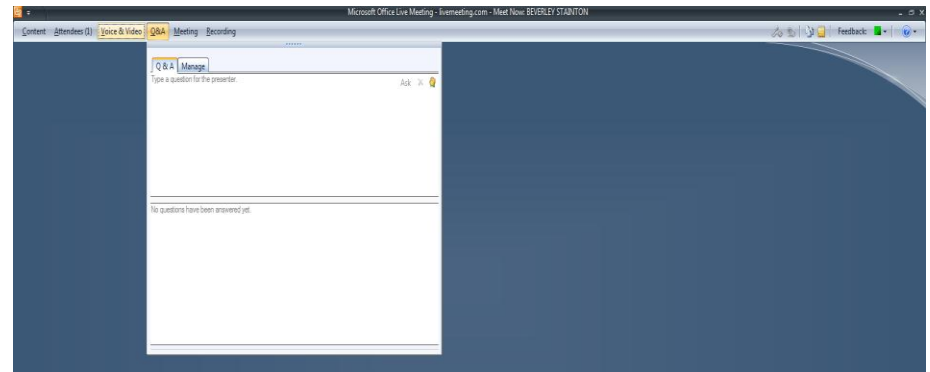 Microsoft Office Live Meeting - livemeeting.com - Meet Now: BEVERLEY STAINTON
Content Attendees (1) Voice & Video Q&A Meeting Recording Feedback:
Q & A Manage
Type a question for the presenter.
Ask:
No questions have been answered yet.